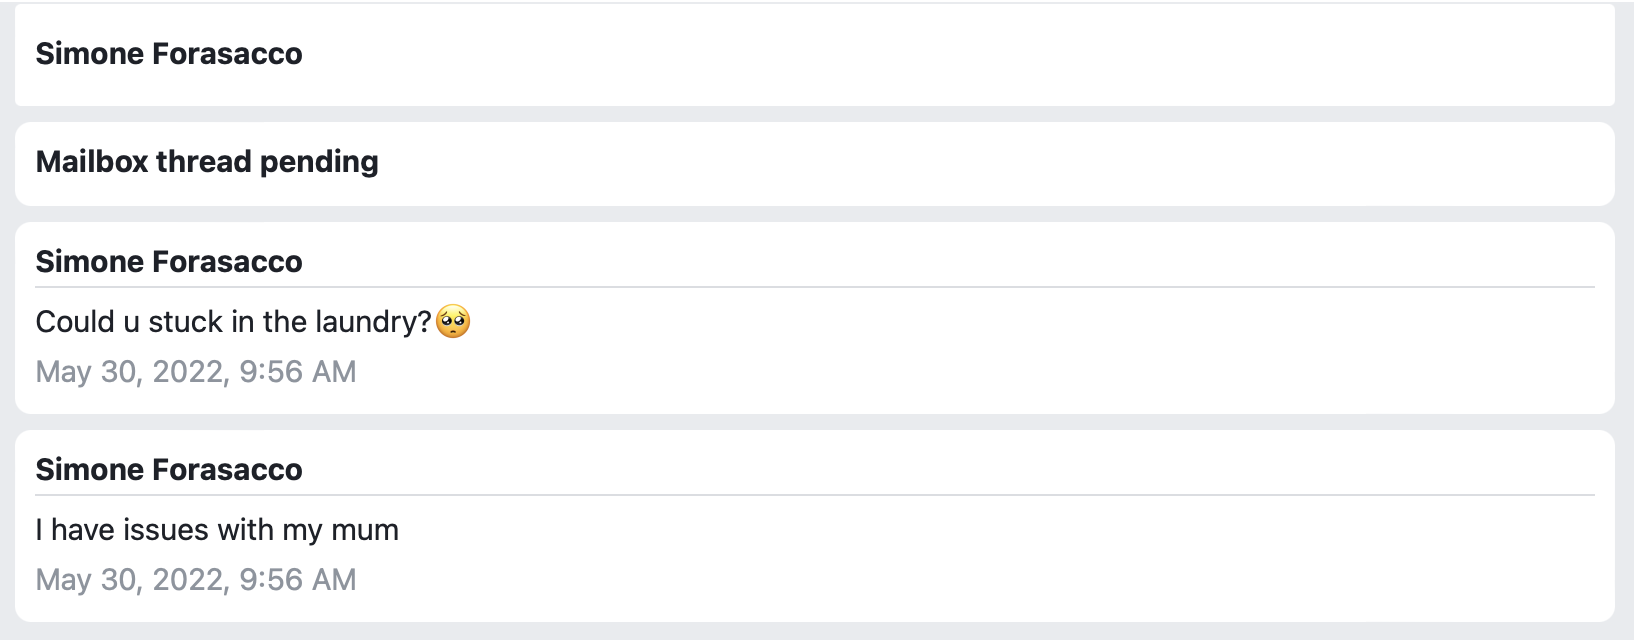 Simone Forasacco
Mailbox thread pending
Simone Forasacco
Could u stuck in the laundry?🥺
May 30, 2022, 9:56 AM
Simone Forasacco
I have issues with my mum
May 30, 2022, 9:56 AM